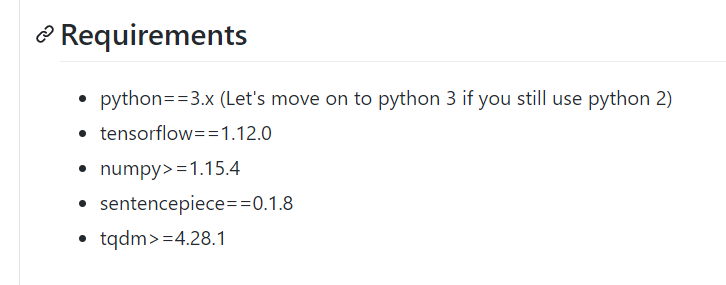 Requirements
python==3.x (Let's move on to python 3 if you still use python 2)
tensorflow==1.12.0
numpy>=1.15.4
sentencepiece==0.1.8
tqdm>=4.28.1